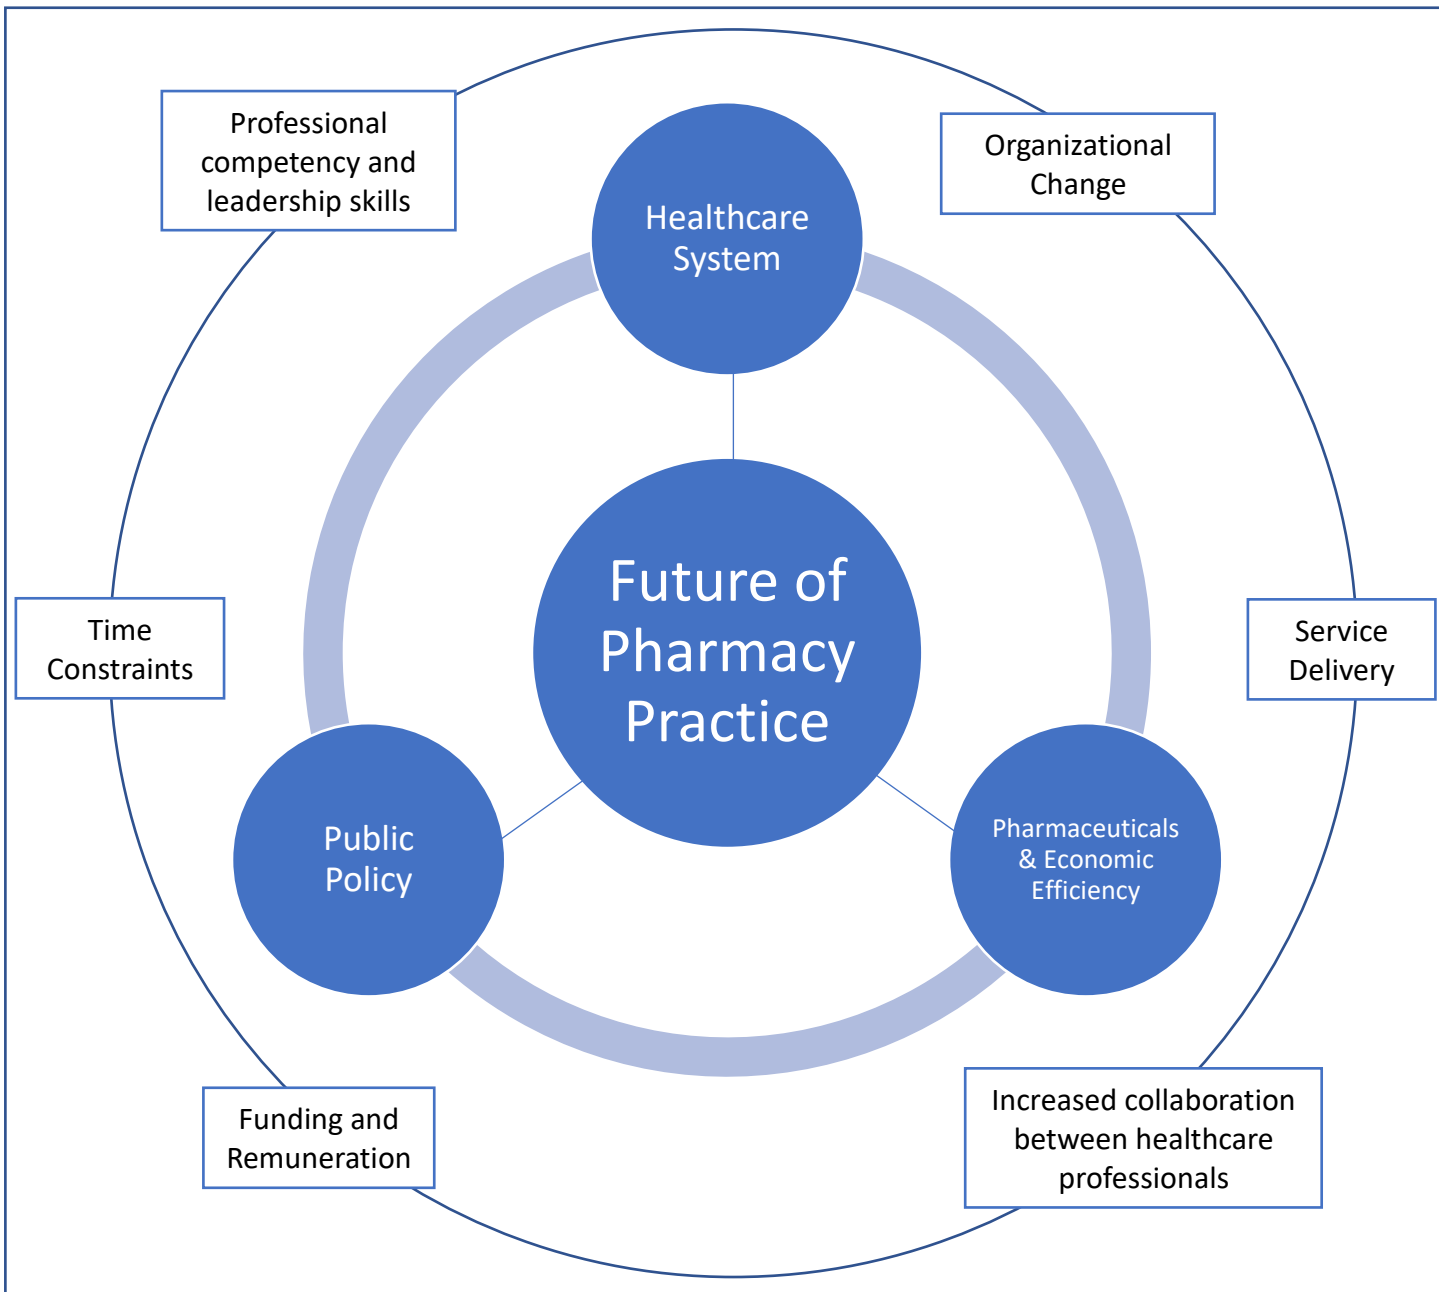 Professional
competency and
leadership skills
Organizational
Change
Healthcare
System
Future of
Pharmacy
Practice
Time
Constraints
Service
Delivery
Public
Policy
Pharmaceuticals
& Economic
Efficiency
Funding and
Remuneration
Increased collaboration
between healthcare
professionals